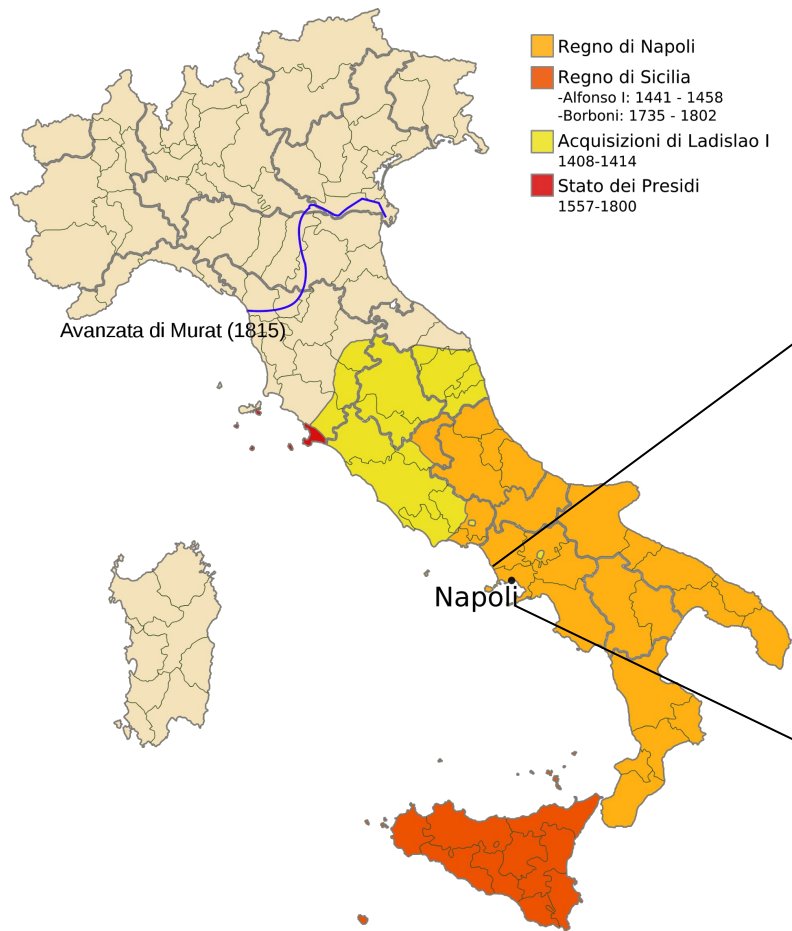 Regno di Napoli
Regno di Sicilia
-Alfonso I: 1441 - 1458
-Borboni: 1735 - 1802
Acquisizioni di Ladislao I
1408-1414
Stato dei Presidi
1557-1800
Avanzata di Murat (1815)
Napoli